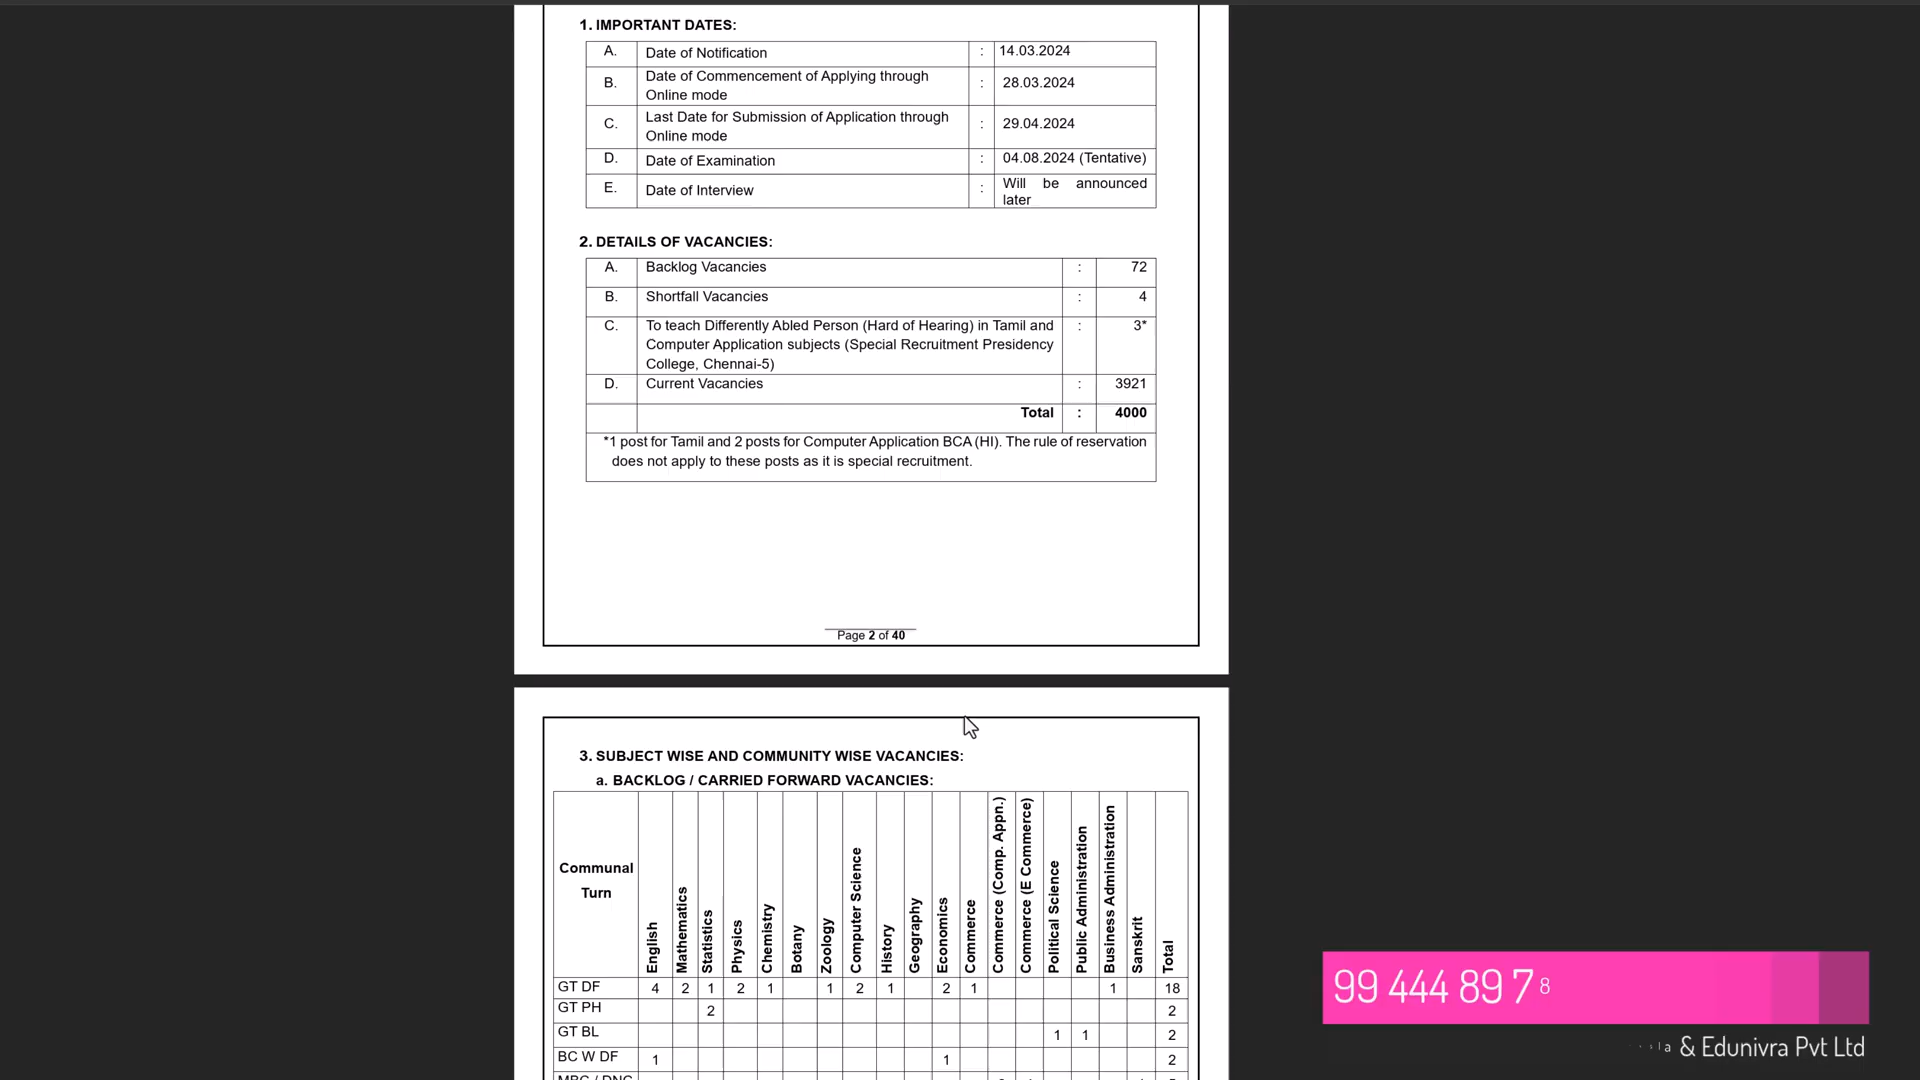 1. IMPORTANT DATES:
A. Date of Notification : 14.03.2024
B. Date of Commencement of Applying through Online mode : 28.03.2024
C. Last Date for Submission of Application through Online mode : 29.04.2024
D. Date of Examination : 04.08.2024 (Tentative)
E. Date of Interview : Will be announced later
2. DETAILS OF VACANCIES:
A. Backlog Vacancies : 72
B. Shortfall Vacancies : 4
C. To teach Differently Abled Person (Hard of Hearing) in Tamil and Computer Application subjects (Special Recruitment Presidency College, Chennai-5) : 3*
D. Current Vacancies : 3921
Total : 4000
*1 post for Tamil and 2 posts for Computer Application BCA (HI). The rule of reservation
does not apply to these posts as it is special recruitment.
Page 2 of 40
3. SUBJECT WISE AND COMMUNITY WISE VACANCIES:
a. BACKLOG / CARRIED FORWARD VACANCIES:
Communal Turn English Mathematics Statistics Physics Chemistry Botany Zoology Computer Science History Geography Economics Commerce Commerce (Comp. Appn.) Commerce (E Commerce) Political Science Public Administration Business Administration Sanskrit Total
GT DF 4 2 1 2 1 1 2 1 2 1 1 18
GT PH 2 2
GT BL 1 1 2
BC W DF 1 1 2
99 444 89 7 8
& Edunivra Pvt Ltd